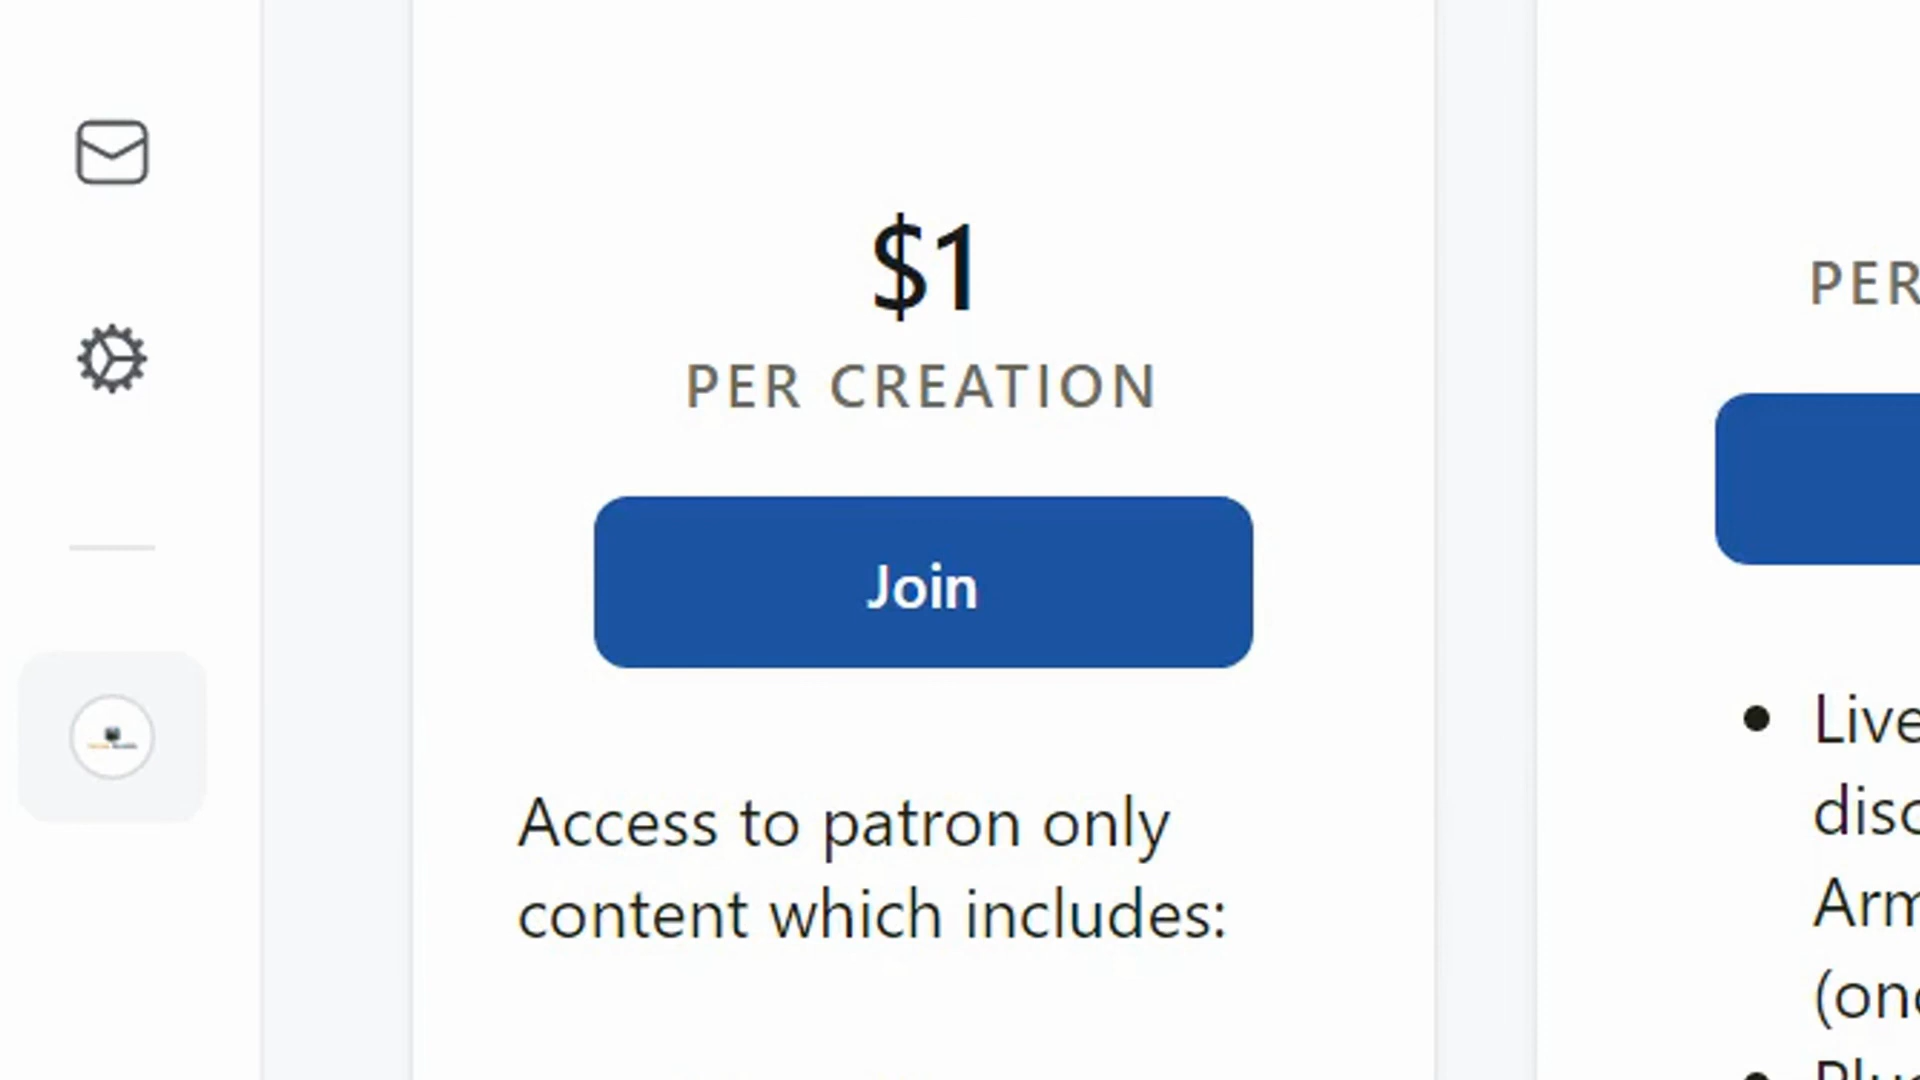 $1
PER CREATION
Join
Access to patron only
content which includes:
PER
Live
disc
Arm
(onc